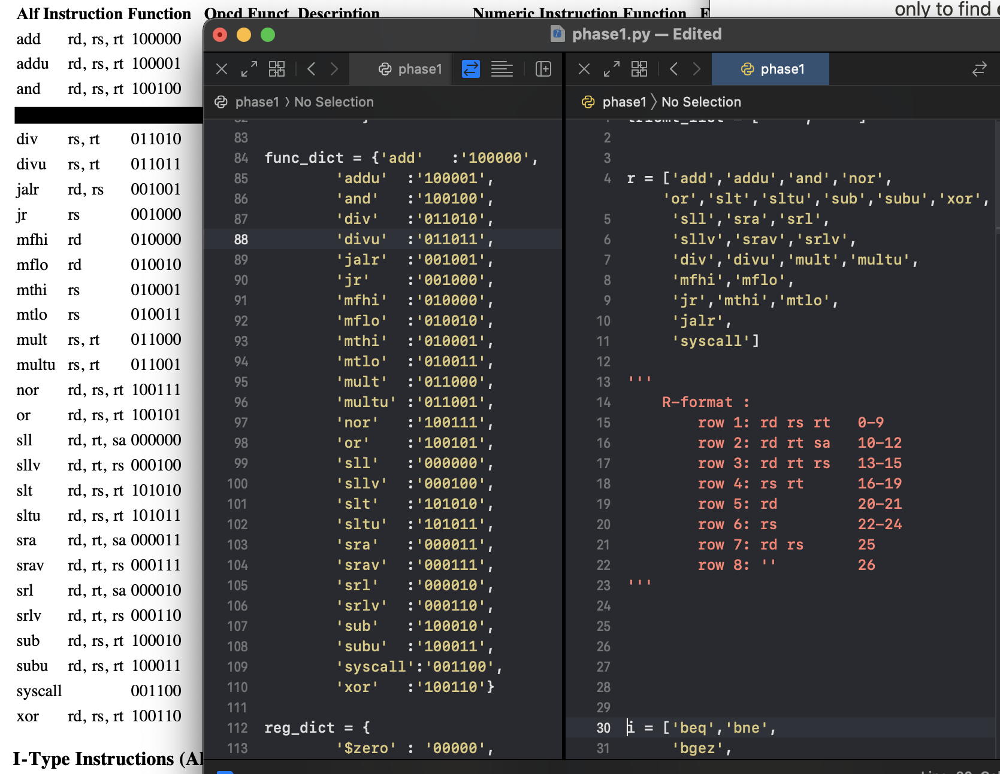 Alf Instruction Function Opcd Funct Description Numeric Instruction Function
only to find
add rd, rs, rt 100000
addu rd, rs, rt 100001
and rd, rs, rt 100100
div rs, rt 011010
divu rs, rt 011011
jalr rd, rs 001001
jr rs 001000
mfhi rd 010000
mflo rd 010010
mthi rs 010001
mtlo rs 010011
mult rs, rt 011000
multu rs, rt 011001
nor rd, rs, rt 100111
or rd, rs, rt 100101
sll rd, rt, sa 000000
sllv rd, rt, rs 000100
slt rd, rs, rt 101010
sltu rd, rs, rt 101011
sra rd, rt, sa 000011
srav rd, rt, rs 000111
srl rd, rt, sa 000010
srlv rd, rt, rs 000110
sub rd, rs, rt 100010
subu rd, rs, rt 100011
syscall 001100
xor rd, rs, rt 100110
I-Type Instructions
phase1.py — Edited
phase1
phase1 › No Selection
82 }
83
84 func_dict = {'add' :'100000',
85 'addu' :'100001',
86 'and' :'100100',
87 'div' :'011010',
88 'divu' :'011011',
89 'jalr' :'001001',
90 'jr' :'001000',
91 'mfhi' :'010000',
92 'mflo' :'010010',
93 'mthi' :'010001',
94 'mtlo' :'010011',
95 'mult' :'011000',
96 'multu' :'011001',
97 'nor' :'100111',
98 'or' :'100101',
99 'sll' :'000000',
100 'sllv' :'000100',
101 'slt' :'101010',
102 'sltu' :'101011',
103 'sra' :'000011',
104 'srav' :'000111',
105 'srl' :'000010',
106 'srlv' :'000110',
107 'sub' :'100010',
108 'subu' :'100011',
109 'syscall':'001100',
110 'xor' :'100110'}
111
112 reg_dict = {
113 '$zero' : '00000',
phase1
phase1 › No Selection
2
3
4 r = ['add','addu','and','nor',
'or','slt','sltu','sub','subu','xor',
5 'sll','sra','srl',
6 'sllv','srav','srlv',
7 'div','divu','mult','multu',
8 'mfhi','mflo',
9 'jr','mthi','mtlo',
10 'jalr',
11 'syscall']
12
13 '''
14 R-format :
15 row 1: rd rs rt 0-9
16 row 2: rd rt sa 10-12
17 row 3: rd rt rs 13-15
18 row 4: rs rt 16-19
19 row 5: rd 20-21
20 row 6: rs 22-24
21 row 7: rd rs 25
22 row 8: '' 26
23 '''
24
25
26
27
28
29
30 i = ['beq','bne',
31 'bgez',